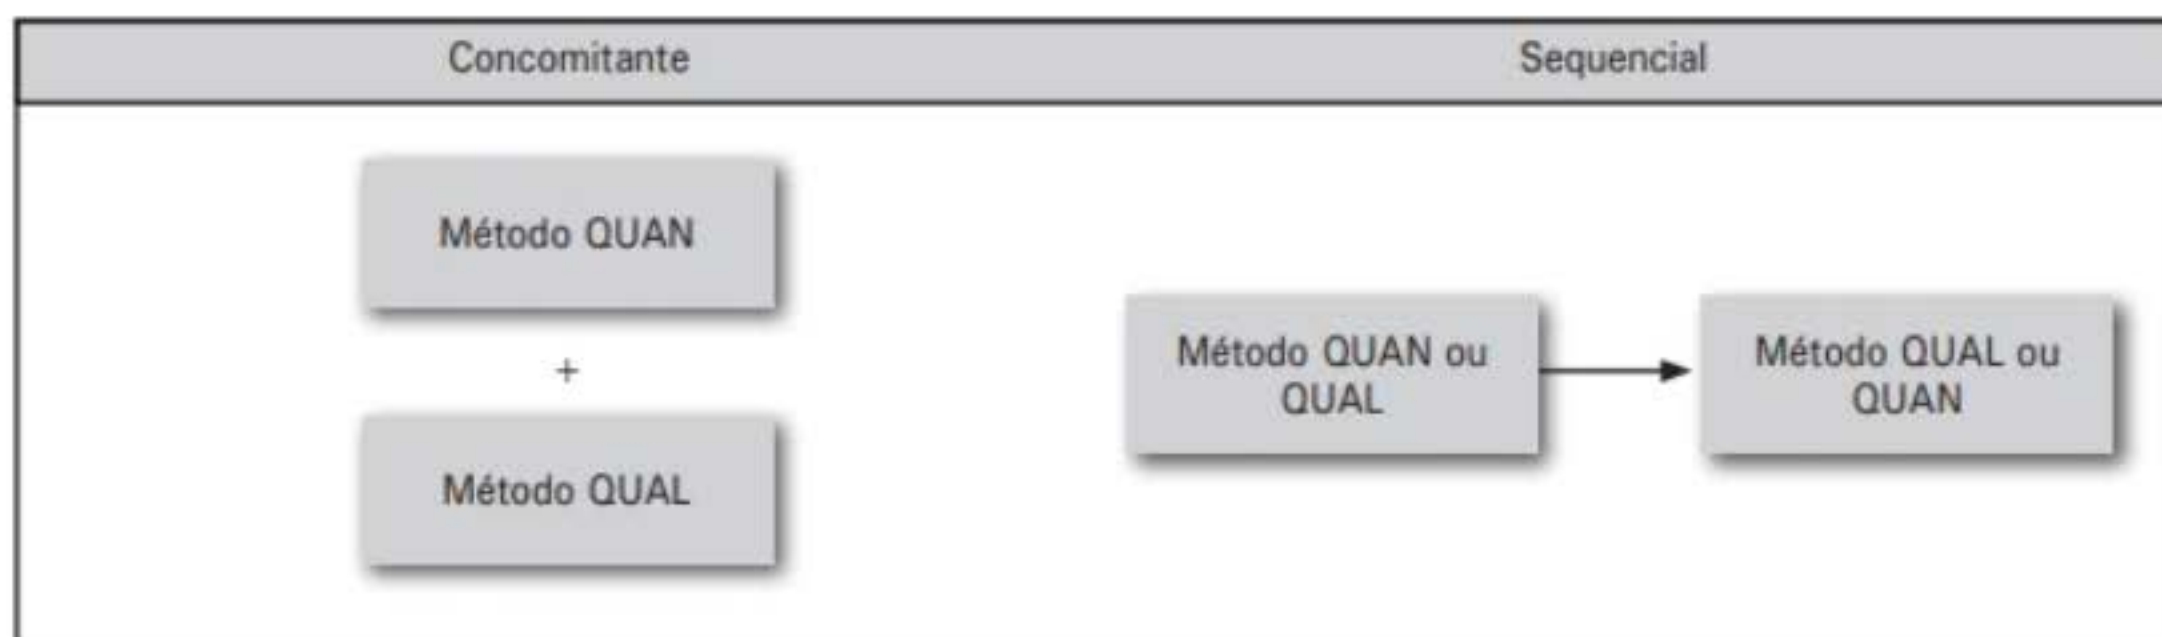 Concomitante
Sequencial
Método QUAN
+
Método QUAL
Método QUAN ou
QUAL
Método QUAL ou
QUAN